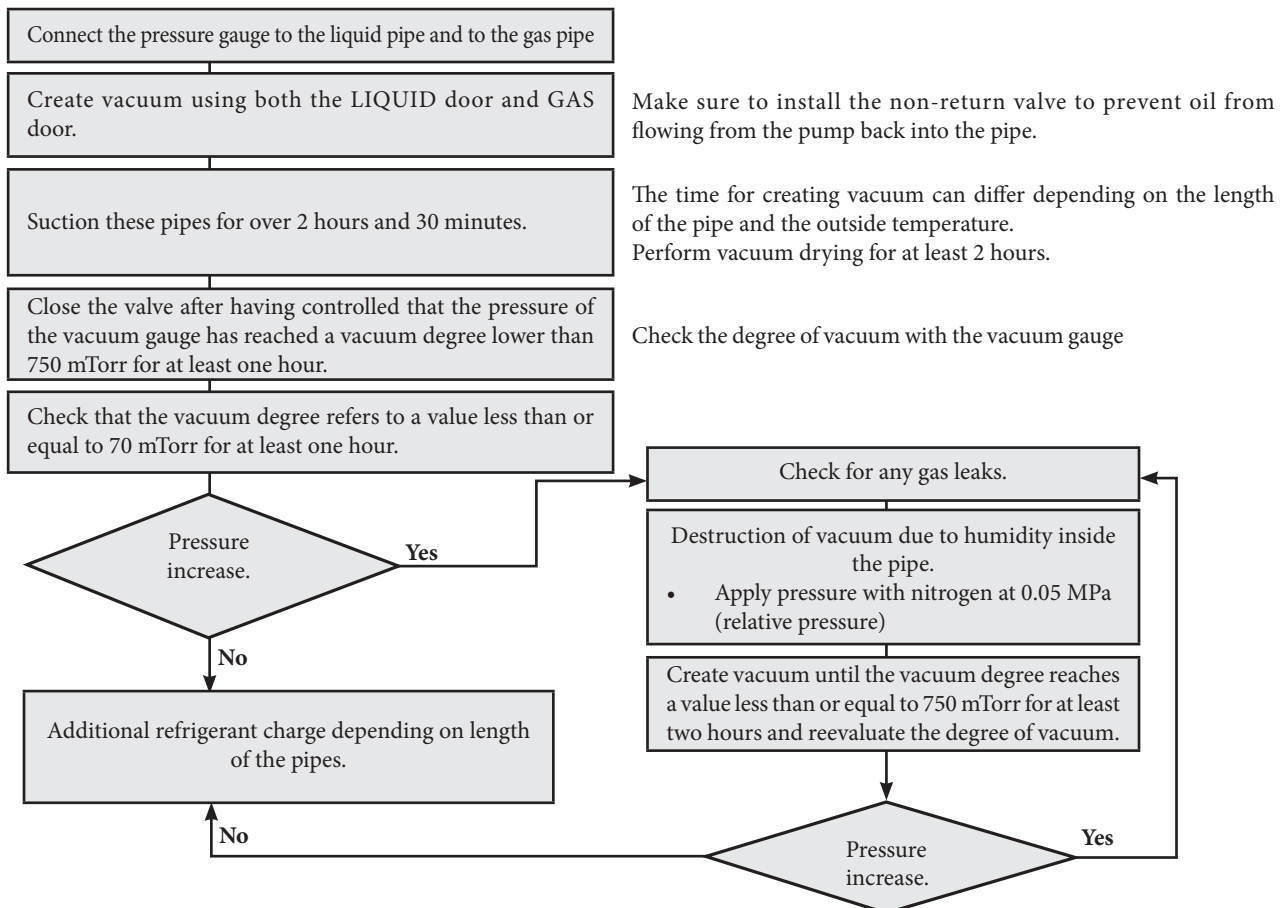 Connect the pressure gauge to the liquid pipe and to the gas pipe
Create vacuum using both the LIQUID door and GAS
door.
Make sure to install the non-return valve to prevent oil from
flowing from the pump back into the pipe.
Suction these pipes for over 2 hours and 30 minutes.
The time for creating vacuum can differ depending on the length
of the pipe and the outside temperature.
Perform vacuum drying for at least 2 hours.
Close the valve after having controlled that the pressure of
the vacuum gauge has reached a vacuum degree lower than
750 mTorr for at least one hour.
Check the degree of vacuum with the vacuum gauge
Check that the vacuum degree refers to a value less than or
equal to 70 mTorr for at least one hour.
Pressure
increase.
Yes
No
Additional refrigerant charge depending on length
of the pipes.
Check for any gas leaks.
Destruction of vacuum due to humidity inside
the pipe.
• Apply pressure with nitrogen at 0.05 MPa
(relative pressure)
Create vacuum until the vacuum degree reaches
a value less than or equal to 750 mTorr for at least
two hours and reevaluate the degree of vacuum.
Pressure
increase.
Yes
No